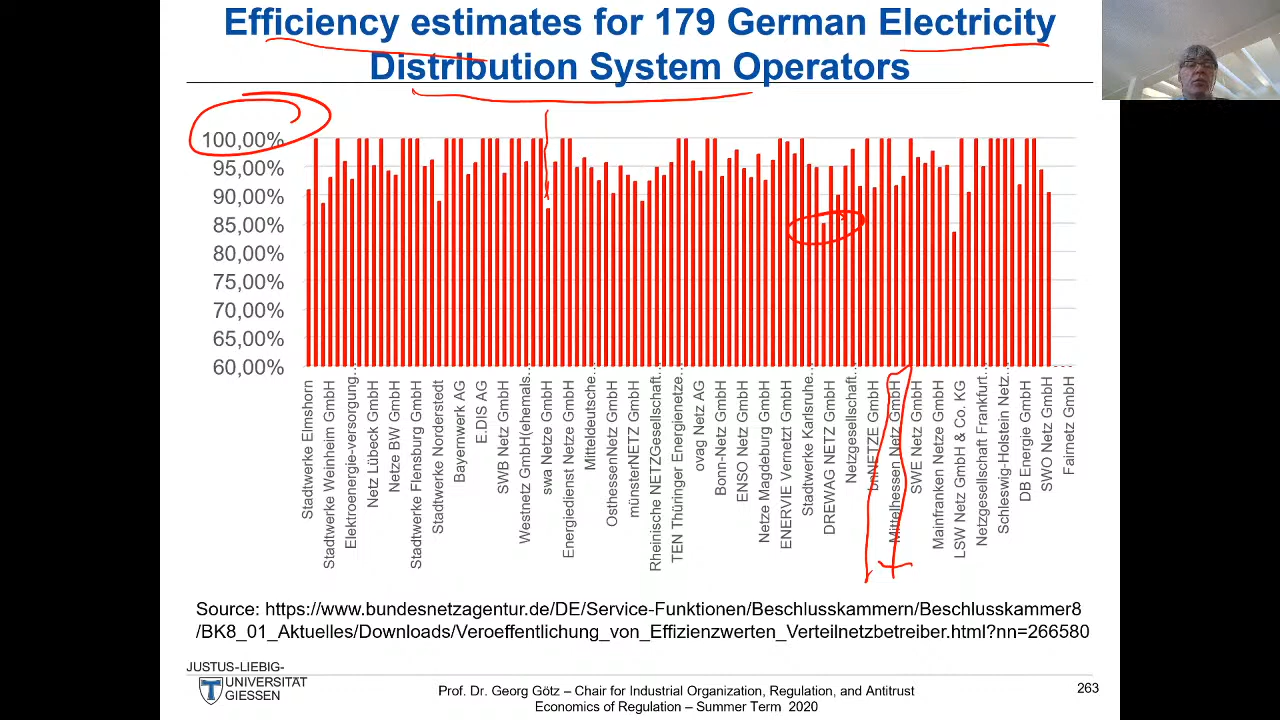 Efficiency estimates for 179 German Electricity
Distribution System Operators
100,00%
95,00%
90,00%
85,00%
80,00%
75,00%
70,00%
65,00%
60,00%
Stadtwerke Elmshorn
Stadtwerke Weinheim GmbH
Elektroenergie-versorgung…
Netz Lübeck GmbH
Netze BW GmbH
Stadtwerke Flensburg GmbH
Stadtwerke Norderstedt
Bayernwerk AG
E.DIS AG
SWB Netz GmbH
Westnetz GmbH(ehemals…
swa Netze GmbH
Energiedienst Netze GmbH
Mitteldeutsche…
OsthessenNetz GmbH
münsterNETZ GmbH
Rheinische NETZGesellschaft…
TEN Thüringer Energienetze…
ovag Netz AG
Bonn-Netz GmbH
ENSO Netz GmbH
Netze Magdeburg GmbH
ENERVIE Vernetzt GmbH
Stadtwerke Karlsruhe…
DREWAG NETZ GmbH
Netzgesellschaft…
bnNETZE GmbH
Mittelhessen Netz GmbH
SWE Netz GmbH
Mainfranken Netze GmbH
LSW Netz GmbH & Co. KG
Netzgesellschaft Frankfurt…
Schleswig-Holstein Netz…
DB Energie GmbH
SWO Netz GmbH
Fairnetz GmbH
Source: https://www.bundesnetzagentur.de/DE/Service-Funktionen/Beschlusskammern/Beschlusskammer8
/BK8_01_Aktuelles/Downloads/Veroeffentlichung_von_Effizienzwerten_Verteilnetzbetreiber.html?nn=266580
JUSTUS-LIEBIG-
UNIVERSITÄT
GIESSEN
Prof. Dr. Georg Götz – Chair for Industrial Organization, Regulation, and Antitrust
Economics of Regulation – Summer Term 2020
263